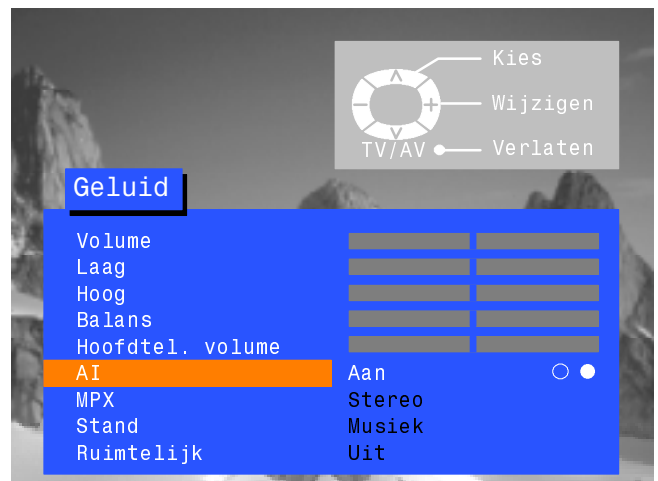 Kies
Wijzigen
TV/AV Verlaten
Geluid
Volume
Laag
Hoog
Balans
Hoofdtel. volume
AI Aan
MPX Stereo
Stand Musiek
Ruimtelijk Uit